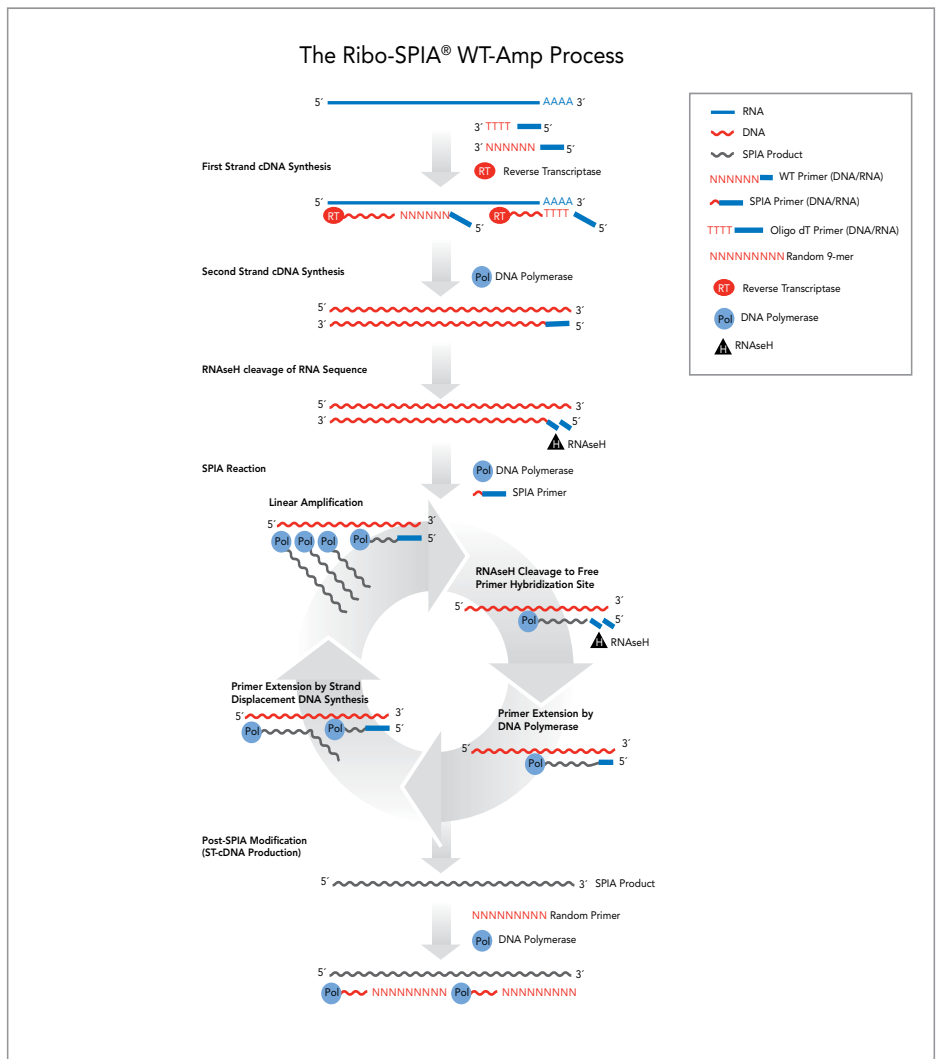 The Ribo-SPIA® WT-Amp Process
5´ AAAA 3´
3´ TTTT 5´
3´ NNNNNN 5´
First Strand cDNA Synthesis
RT Reverse Transcriptase
AAAA 3´
RT NNNNNN 5´ RT TTTT 5´
Second Strand cDNA Synthesis
Pol DNA Polymerase
5´ 3´
3´ 5´
RNAseH cleavage of RNA Sequence
5´ 3´
3´ 5´
H RNAseH
SPIA Reaction
Pol DNA Polymerase
SPIA Primer
Linear Amplification
5´ 3´
Pol Pol Pol Pol 5´
RNAseH Cleavage to Free
Primer Hybridization Site
5´ 3´
Pol 5´
H RNAseH
Primer Extension by
DNA Polymerase
5´ 3´
Pol 5´
Primer Extension by Strand
Displacement DNA Synthesis
5´ 3´
Pol Pol 5´
Post-SPIA Modification
(ST-cDNA Production)
5´ 3´ SPIA Product
NNNNNNNNN Random Primer
Pol DNA Polymerase
5´ 3´
Pol NNNNNNNNN Pol NNNNNNNNN
RNA
DNA
SPIA Product
NNNNNN WT Primer (DNA/RNA)
SPIA Primer (DNA/RNA)
TTTT Oligo dT Primer (DNA/RNA)
NNNNNNNNN Random 9-mer
RT Reverse Transcriptase
Pol DNA Polymerase
H RNAseH